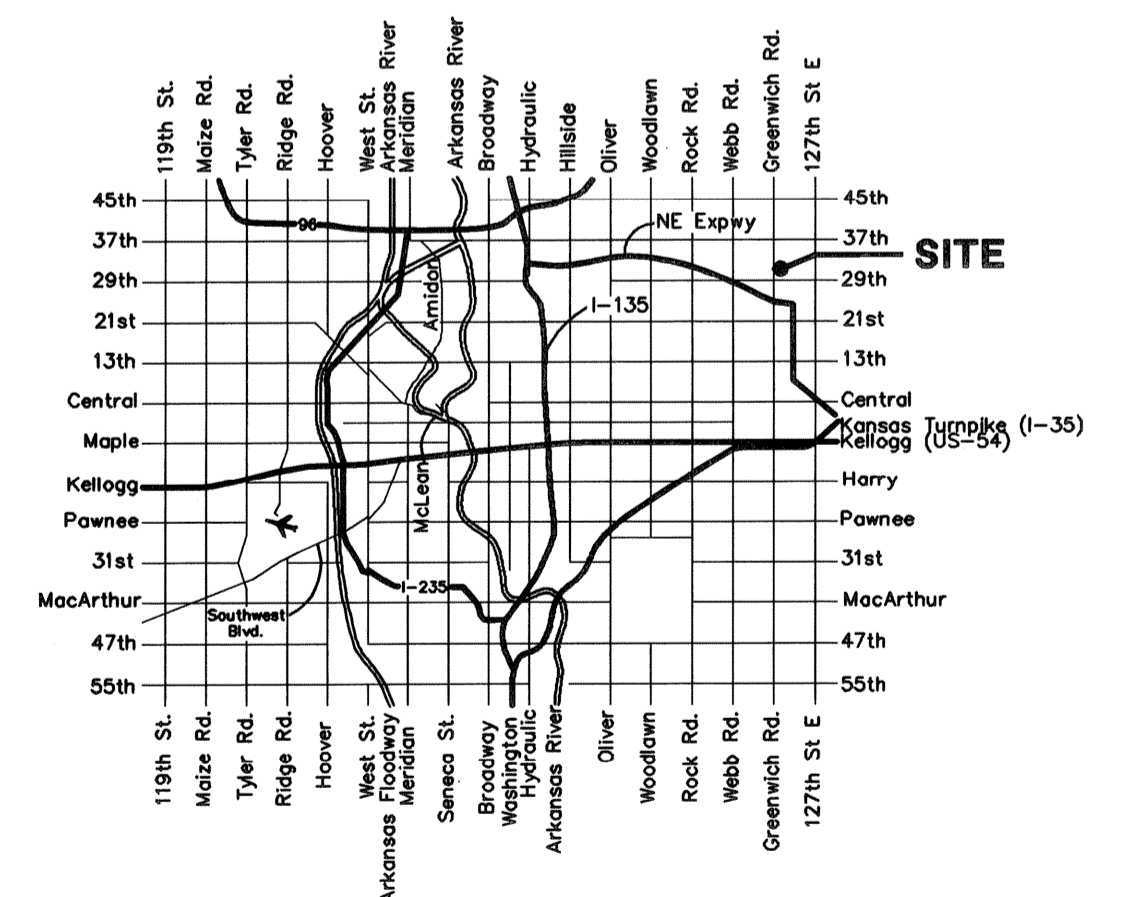 119th St.
Maize Rd.
Tyler Rd.
Ridge Rd.
Hoover
West St.
Arkansas River
Meridian
Arkansas River
Broadway
Hydraulic
Hillside
Oliver
Woodlawn
Rock Rd.
Webb Rd.
Greenwich Rd.
127th St E
45th
37th
29th
21st
13th
Central
Maple
Kellogg
Pawnee
31st
MacArthur
47th
55th
96
NE Expwy
SITE
I-135
Amidon
McLean
I-235
Southwest
Blvd.
45th
37th
29th
21st
13th
Central
Kansas Turnpike (I-35)
Kellogg (US-54)
Harry
Pawnee
31st
MacArthur
47th
55th
119th St.
Maize Rd.
Tyler Rd.
Ridge Rd.
Hoover
West St.
Arkansas Floodway
Meridian
Seneca St.
Broadway
Washington
Hydraulic
Arkansas River
Oliver
Woodlawn
Rock Rd.
Webb Rd.
Greenwich Rd.
127th St E